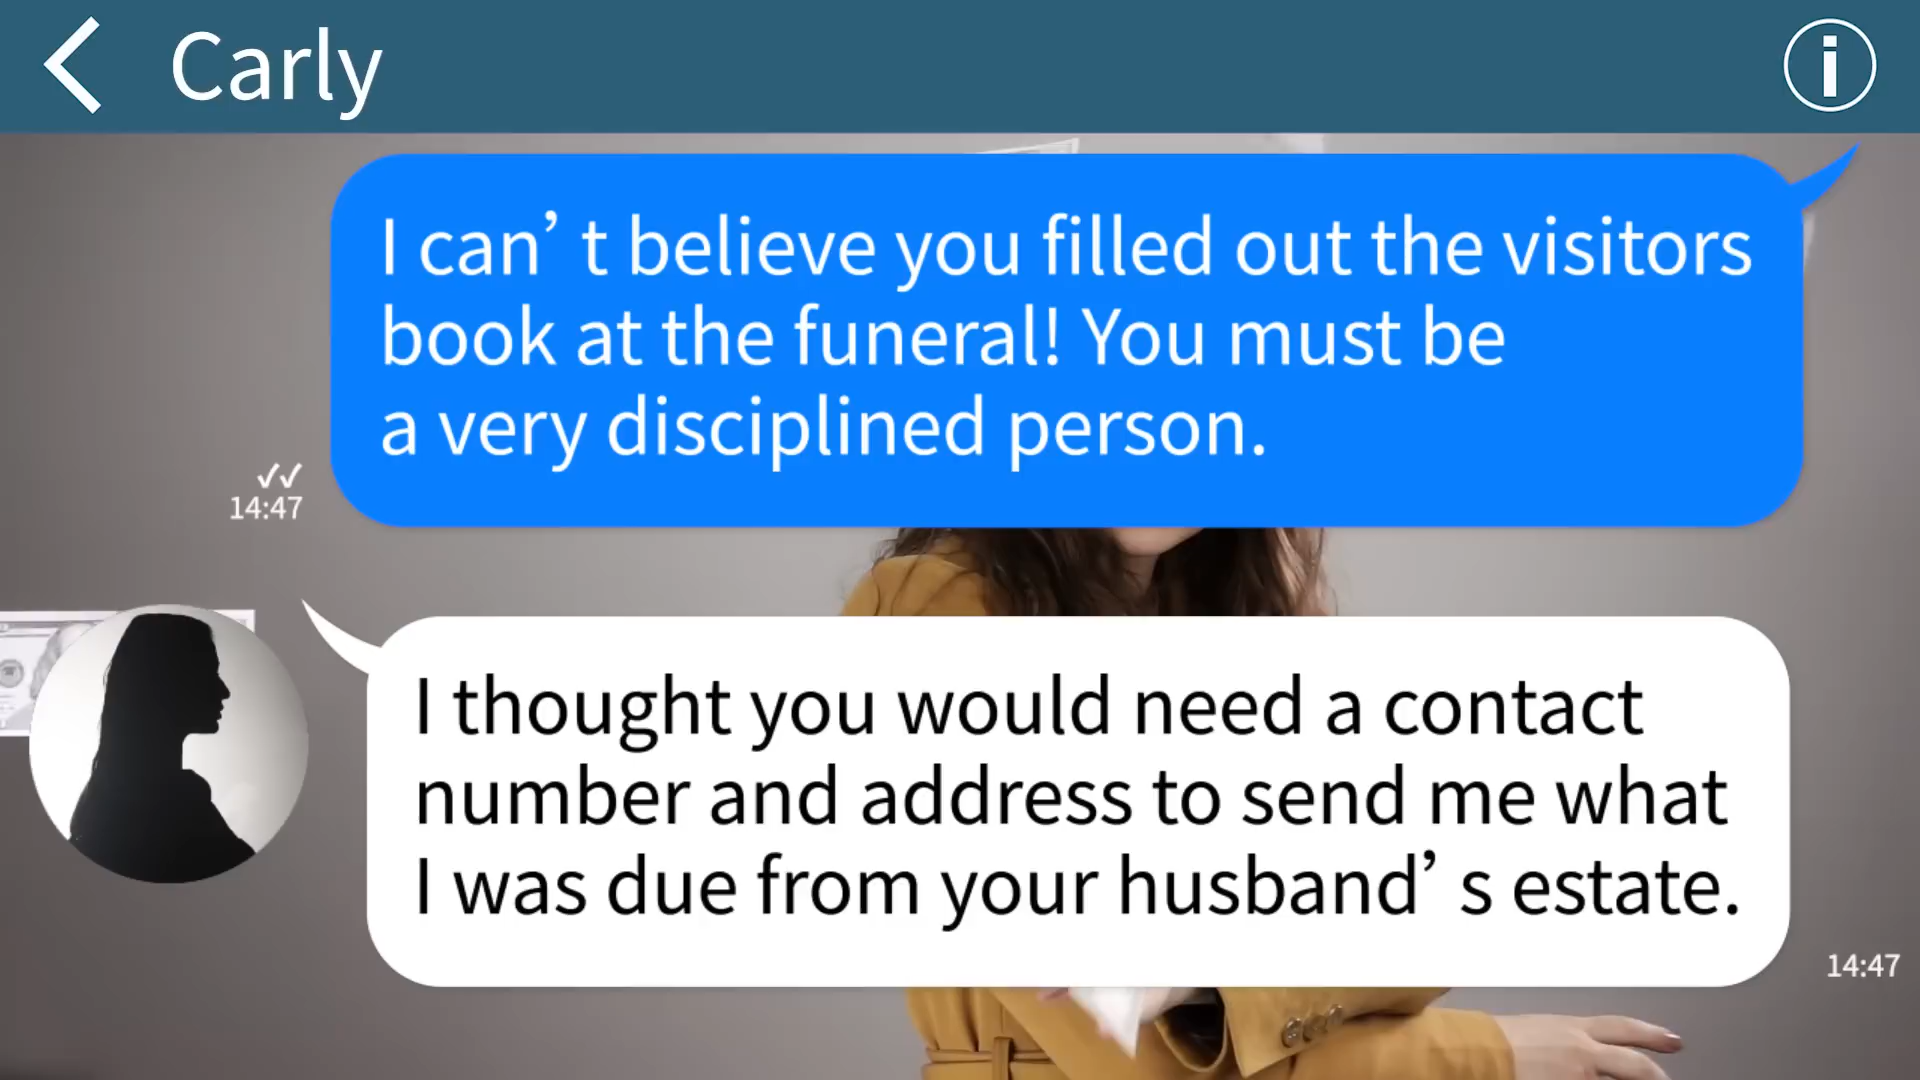 Carly
I can’t believe you filled out the visitors
book at the funeral! You must be
a very disciplined person.
14:47
I thought you would need a contact
number and address to send me what
I was due from your husband’s estate.
14:47